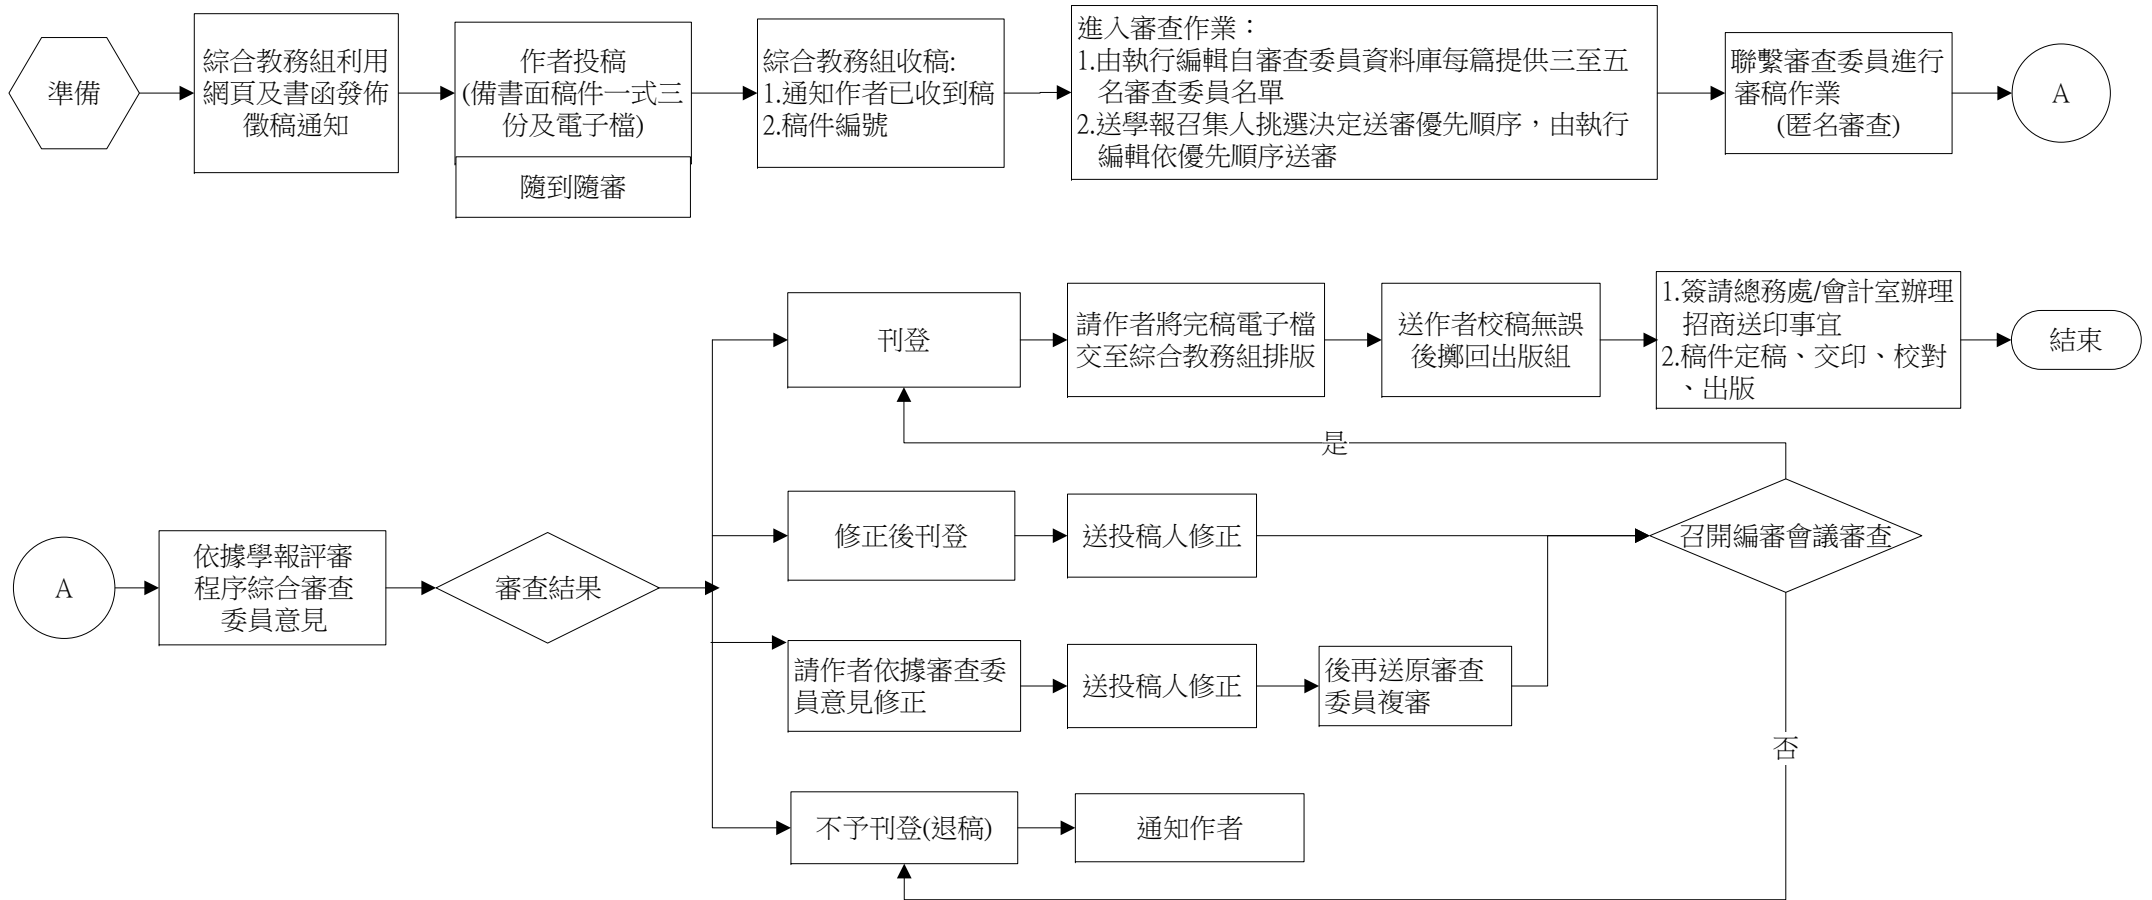 準備
綜合教務組利用
網頁及書函發佈
徵稿通知
作者投稿
(備書面稿件一式三
份及電子檔)
隨到隨審
綜合教務組收稿:
1.通知作者已收到稿
2.稿件編號
進入審查作業：
1.由執行編輯自審查委員資料庫每篇提供三至五
名審查委員名單
2.送學報召集人挑選決定送審優先順序，由執行
編輯依優先順序送審
聯繫審查委員進行
審稿作業
(匿名審查)
A
刊登
請作者將完稿電子檔
交至綜合教務組排版
送作者校稿無誤
後擲回出版組
1.簽請總務處/會計室辦理
招商送印事宜
2.稿件定稿、交印、校對
、出版
結束
是
A
依據學報評審
程序綜合審查
委員意見
審查結果
修正後刊登
送投稿人修正
召開編審會議審查
請作者依據審查委
員意見修正
送投稿人修正
後再送原審查
委員複審
否
不予刊登(退稿)
通知作者